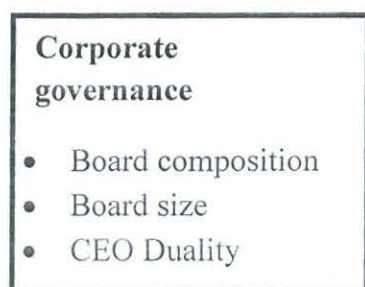 Corporate
governance
• Board composition
• Board size
• CEO Duality